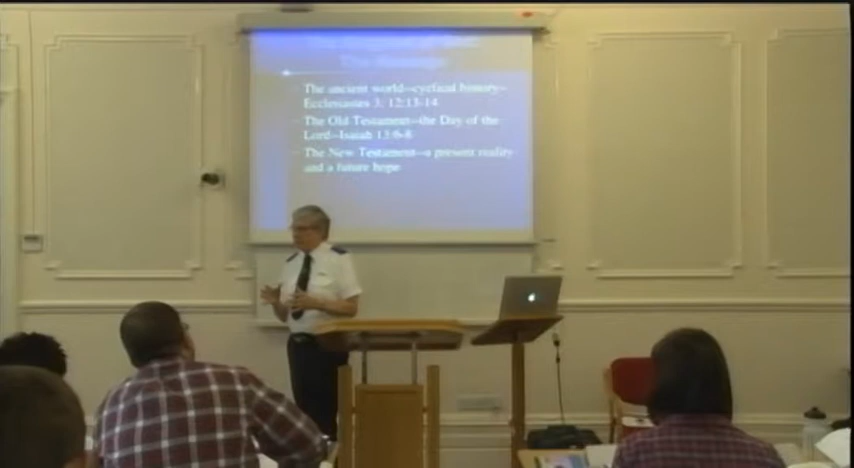 The ancient world--cyclical history--
Ecclesiastes 3; 12:13-14
The Old Testament--the Day of the
Lord--Isaiah 13:6-8
The New Testament--a present reality
and a future hope